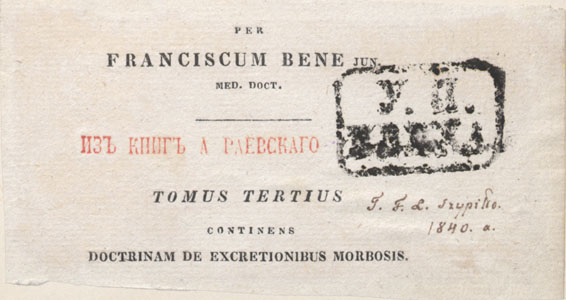 PER
FRANCISCUM BENE JUN.
MED. DOCT.
ИЗЪ КНИГЪ А РАЕВСКАГО
TOMUS TERTIUS
J. F. L.
1840. a.
CONTINENS
DOCTRINAM DE EXCRETIONIBUS MORBOSIS.